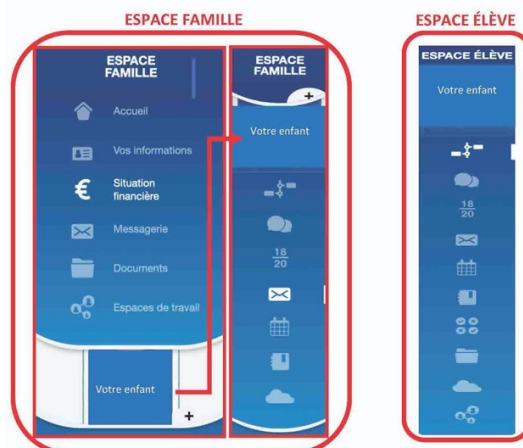 ESPACE FAMILLE
ESPACE
FAMILLE
Accueil
Vos informations
€ Situation
financière
Messagerie
Documents
Espaces de travail
Votre enfant
+
ESPACE
FAMILLE
+
Votre enfant
18
20
ESPACE ÉLÈVE
ESPACE ÉLÈVE
Votre enfant
18
20